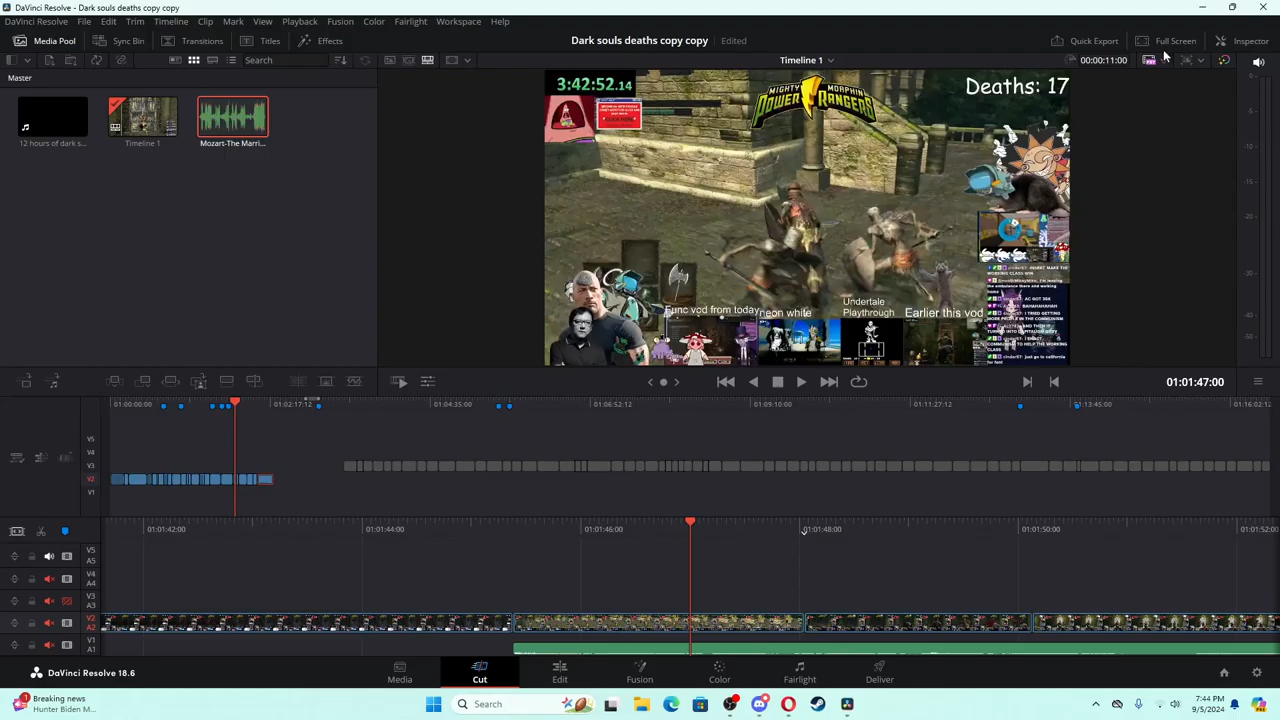 DaVinci Resolve - Dark souls deaths copy copy
DaVinci Resolve File Edit Trim Timeline Clip Mark View Playback Fusion Color Fairlight Workspace Help
Media Pool Sync Bin Transitions Titles Effects
Dark souls deaths copy copy Edited
Quick Export Full Screen Inspector
Search
Timeline 1
00:00:11:00
Master
12 hours of dark s...
Timeline 1
Mozart-The Marri...
3:42:52.14
MIGHTY MORPHIN
POWER RANGERS
Deaths: 17
Func vod from today
neon white
Undertale
Playthrough
Earlier this vod
01:01:47:00
01:00:00:00 01:02:17:12 01:04:35:00 01:06:52:12 01:09:10:00 01:11:27:12 01:13:45:00 01:16:02:12
V5
V4
V3
V2
V1
01:01:42:00 01:01:44:00 01:01:46:00 01:01:48:00 01:01:50:00 01:01:52:00
V5
A5
V4
A4
V3
A3
V2
A2
V1
A1
DaVinci Resolve 18.6
Media Cut Edit Fusion Color Fairlight Deliver
Breaking news
Hunter Biden M...
Search
7:44 PM
9/5/2024